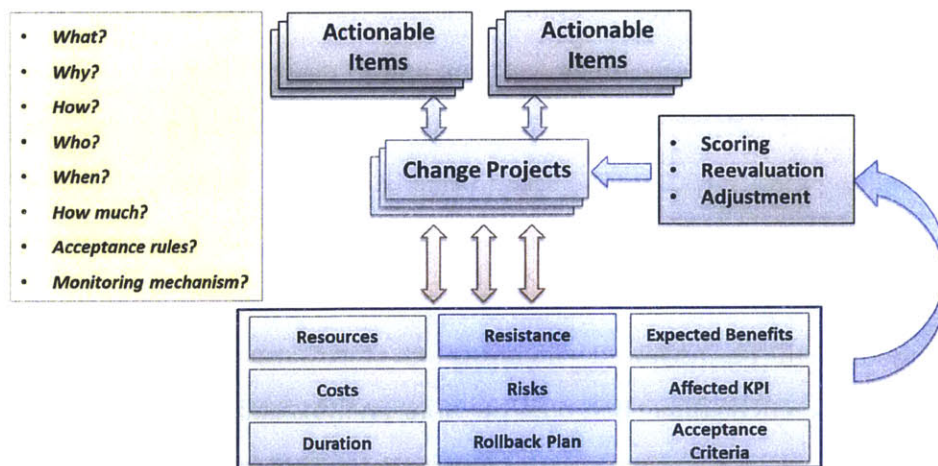 • What?
• Why?
• How?
• Who?
• When?
• How much?
• Acceptance rules?
• Monitoring mechanism?
Actionable
Items
Actionable
Items
Change Projects
• Scoring
• Reevaluation
• Adjustment
Resources
Resistance
Expected Benefits
Costs
Risks
Affected KPI
Duration
Rollback Plan
Acceptance
Criteria